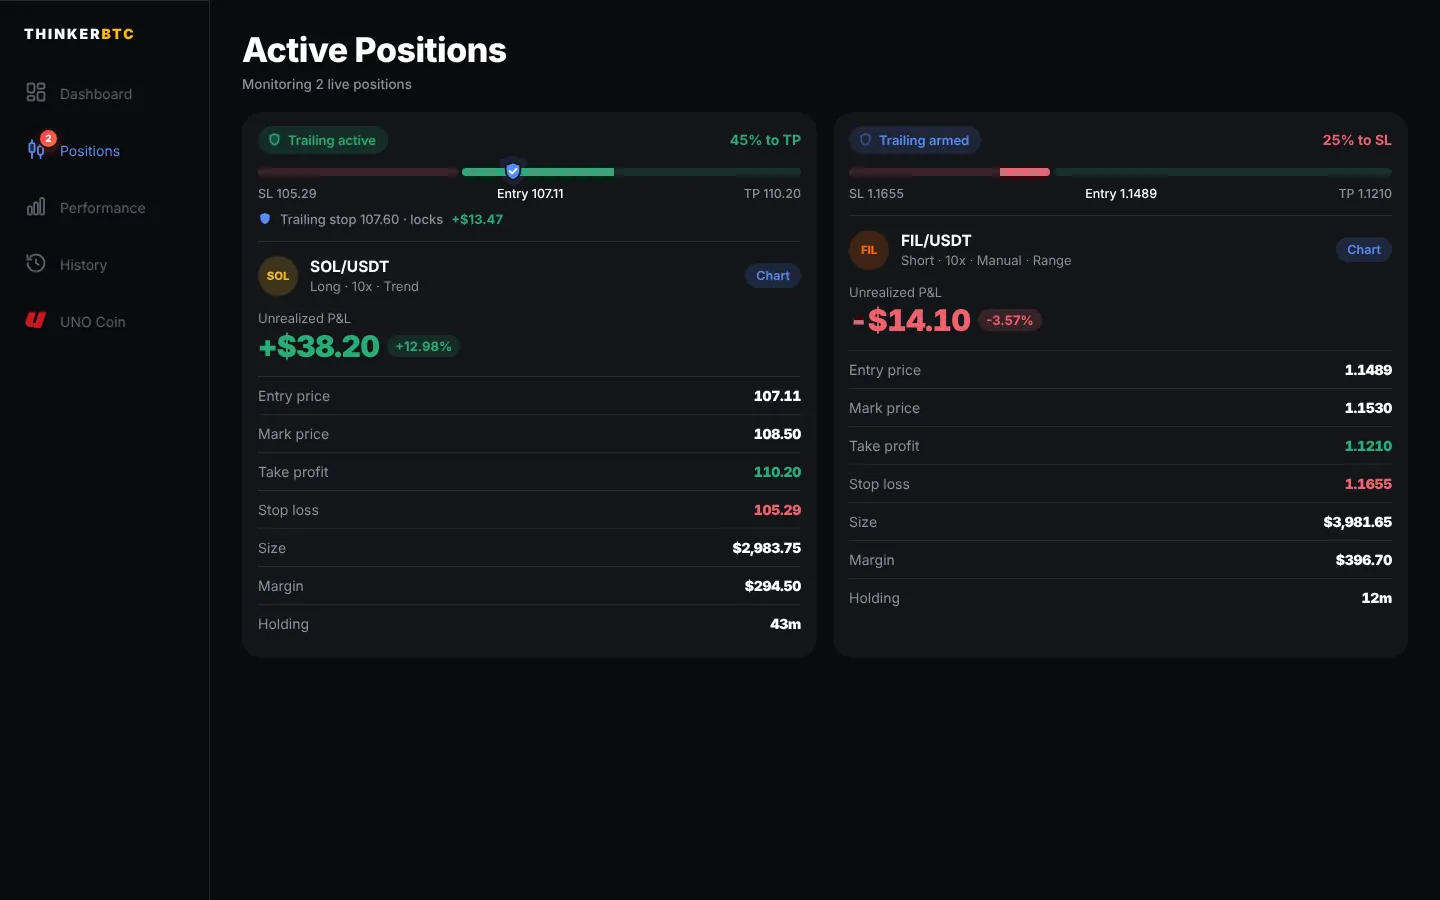 THINKERBTC
Dashboard
2
Positions
Performance
History
UNO Coin
Active Positions
Monitoring 2 live positions
Trailing active
45% to TP
SL 105.29
Entry 107.11
TP 110.20
Trailing stop 107.60 · locks +$13.47
SOL
SOL/USDT
Long · 10x · Trend
Chart
Unrealized P&L
+$38.20 +12.98%
Entry price 107.11
Mark price 108.50
Take profit 110.20
Stop loss 105.29
Size $2,983.75
Margin $294.50
Holding 43m
Trailing armed
25% to SL
SL 1.1655
Entry 1.1489
TP 1.1210
FIL
FIL/USDT
Short · 10x · Manual · Range
Chart
Unrealized P&L
-$14.10 -3.57%
Entry price 1.1489
Mark price 1.1530
Take profit 1.1210
Stop loss 1.1655
Size $3,981.65
Margin $396.70
Holding 12m